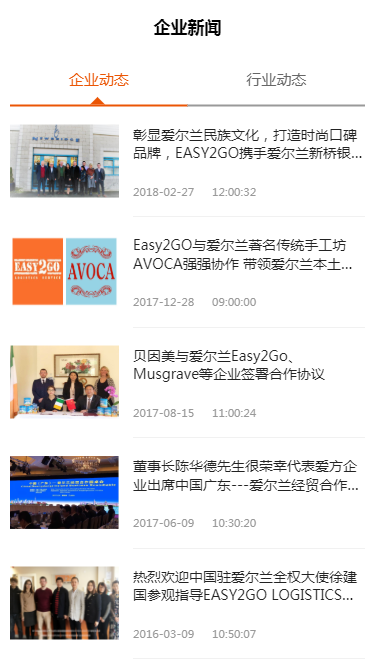 企业新闻
企业动态
行业动态
彰显爱尔兰民族文化，打造时尚口碑
品牌，EASY2GO携手爱尔兰新桥银...
2018-02-27 12:00:32
EASY2GO
AVOCA
Easy2GO与爱尔兰著名传统手工坊
AVOCA强强协作 带领爱尔兰本土...
2017-12-28 09:00:00
贝因美与爱尔兰Easy2Go、
Musgrave等企业签署合作协议
2017-08-15 11:00:24
董事长陈华德先生很荣幸代表爱方企
业出席中国广东---爱尔兰经贸合作...
2017-06-09 10:30:20
热烈欢迎中国驻爱尔兰全权大使徐建
国参观指导EASY2GO LOGISTICS...
2016-03-09 10:50:07